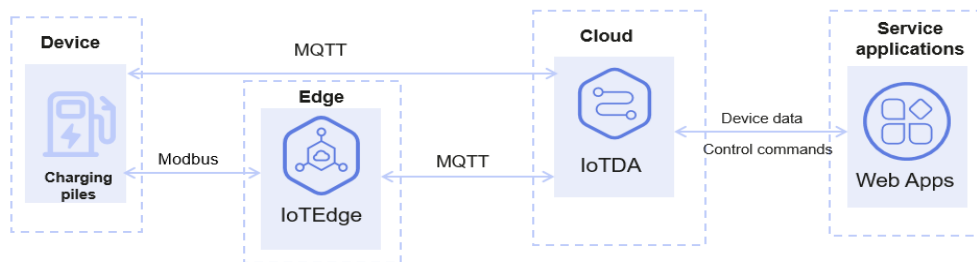 Device
Charging
piles
MQTT
Modbus
Edge
IoTEdge
MQTT
Cloud
IoTDA
Device data
Control commands
Service
applications
Web Apps